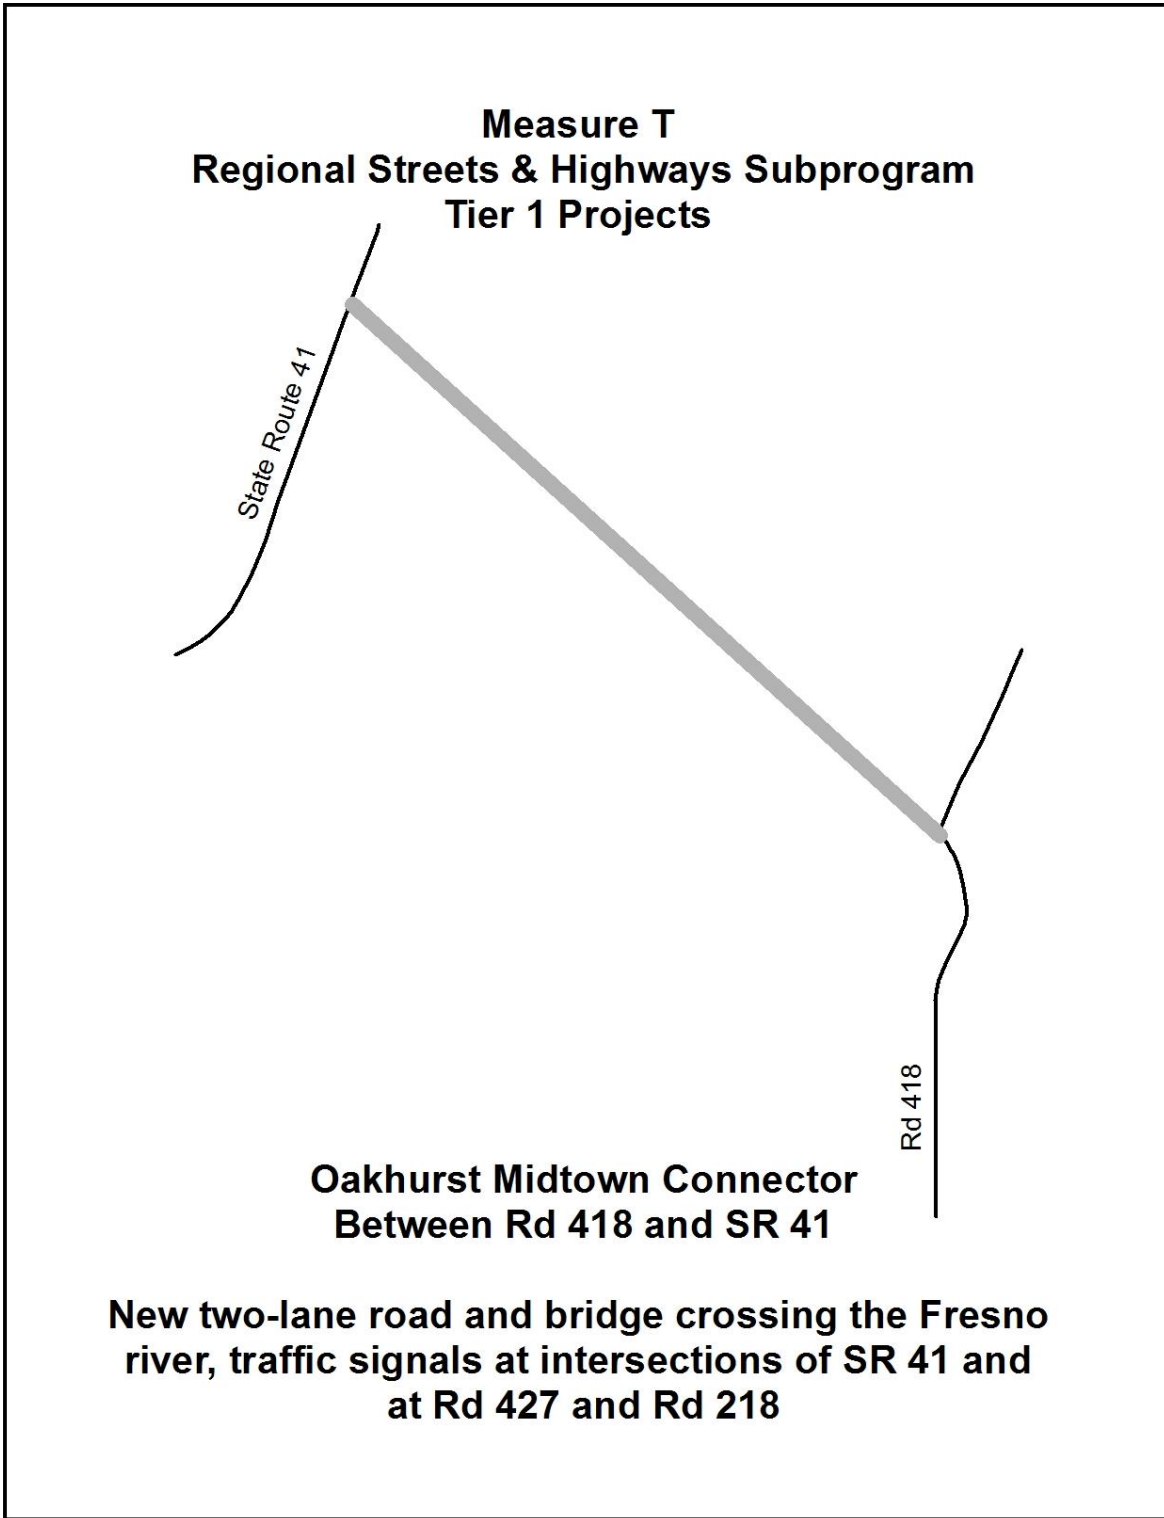 Measure T
Regional Streets & Highways Subprogram
Tier 1 Projects
State Route 41
Rd 418
Oakhurst Midtown Connector
Between Rd 418 and SR 41
New two-lane road and bridge crossing the Fresno
river, traffic signals at intersections of SR 41 and
at Rd 427 and Rd 218